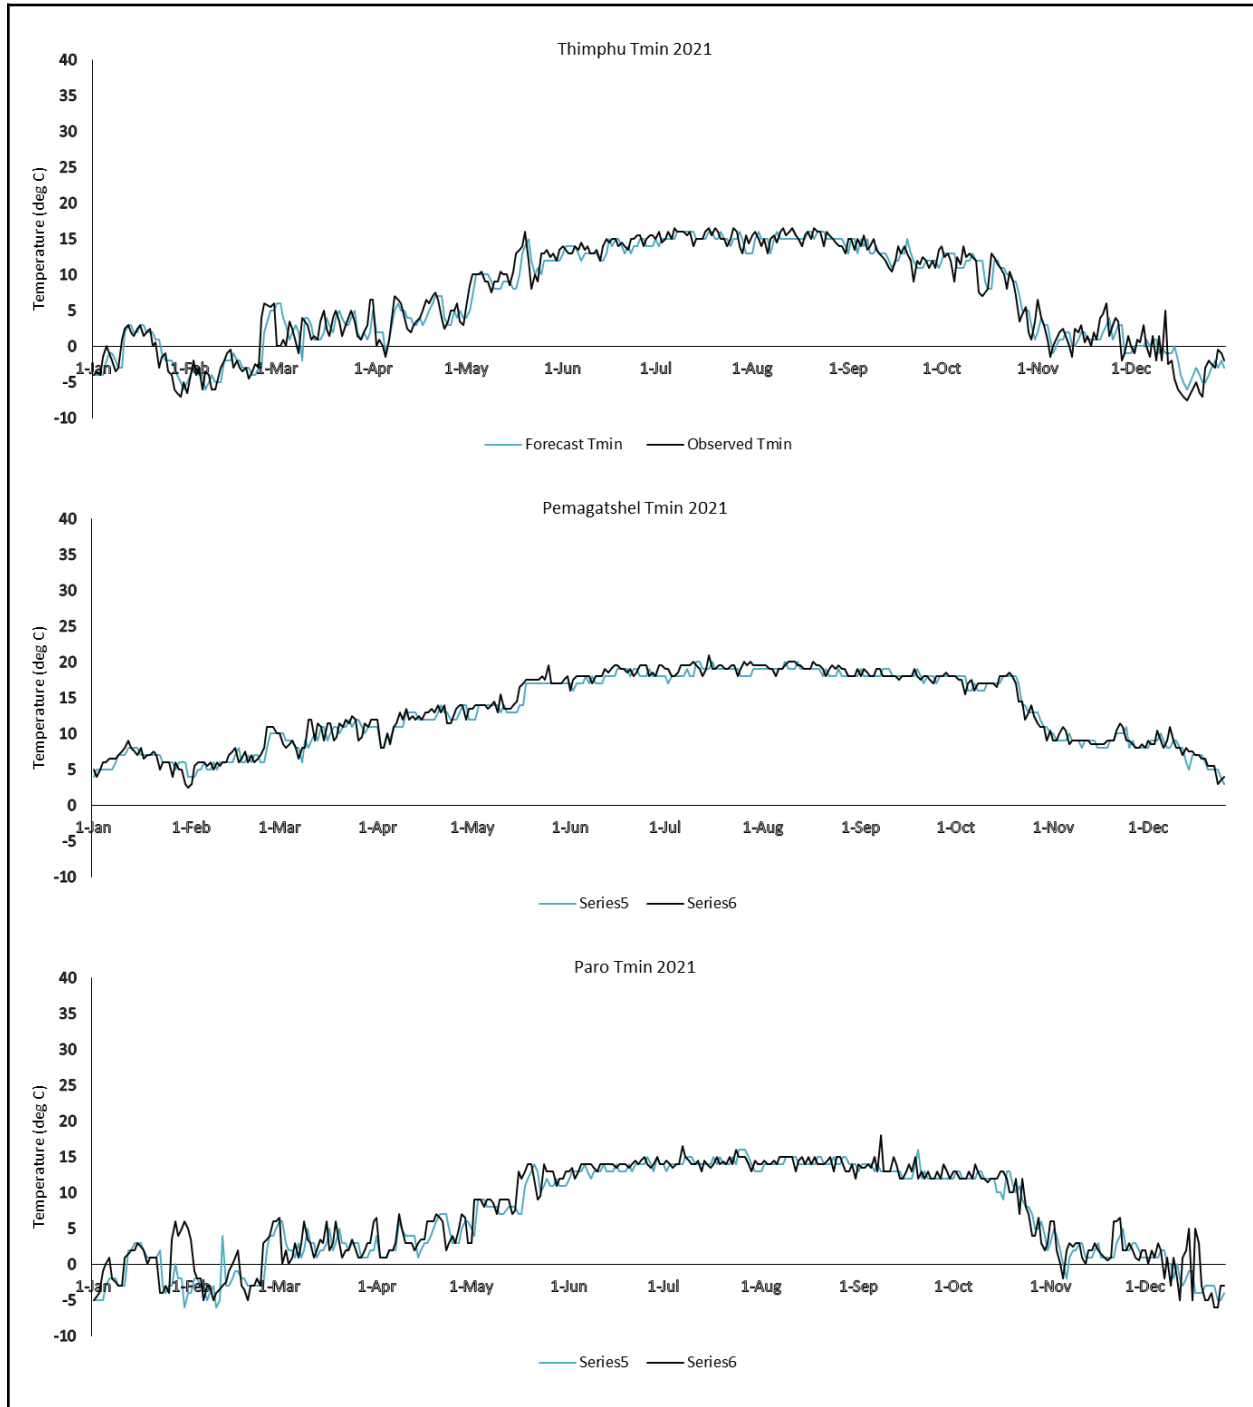 Thimphu Tmin 2021
40
35
30
25
20
15
10
5
0
-5
-10
Temperature (deg C)
1-Jan 1-Feb 1-Mar 1-Apr 1-May 1-Jun 1-Jul 1-Aug 1-Sep 1-Oct 1-Nov 1-Dec
Forecast Tmin Observed Tmin
Pemagatshel Tmin 2021
40
35
30
25
20
15
10
5
0
-5
-10
Temperature (deg C)
1-Jan 1-Feb 1-Mar 1-Apr 1-May 1-Jun 1-Jul 1-Aug 1-Sep 1-Oct 1-Nov 1-Dec
Series5 Series6
Paro Tmin 2021
40
35
30
25
20
15
10
5
0
-5
-10
Temperature (deg C)
1-Jan 1-Feb 1-Mar 1-Apr 1-May 1-Jun 1-Jul 1-Aug 1-Sep 1-Oct 1-Nov 1-Dec
Series5 Series6